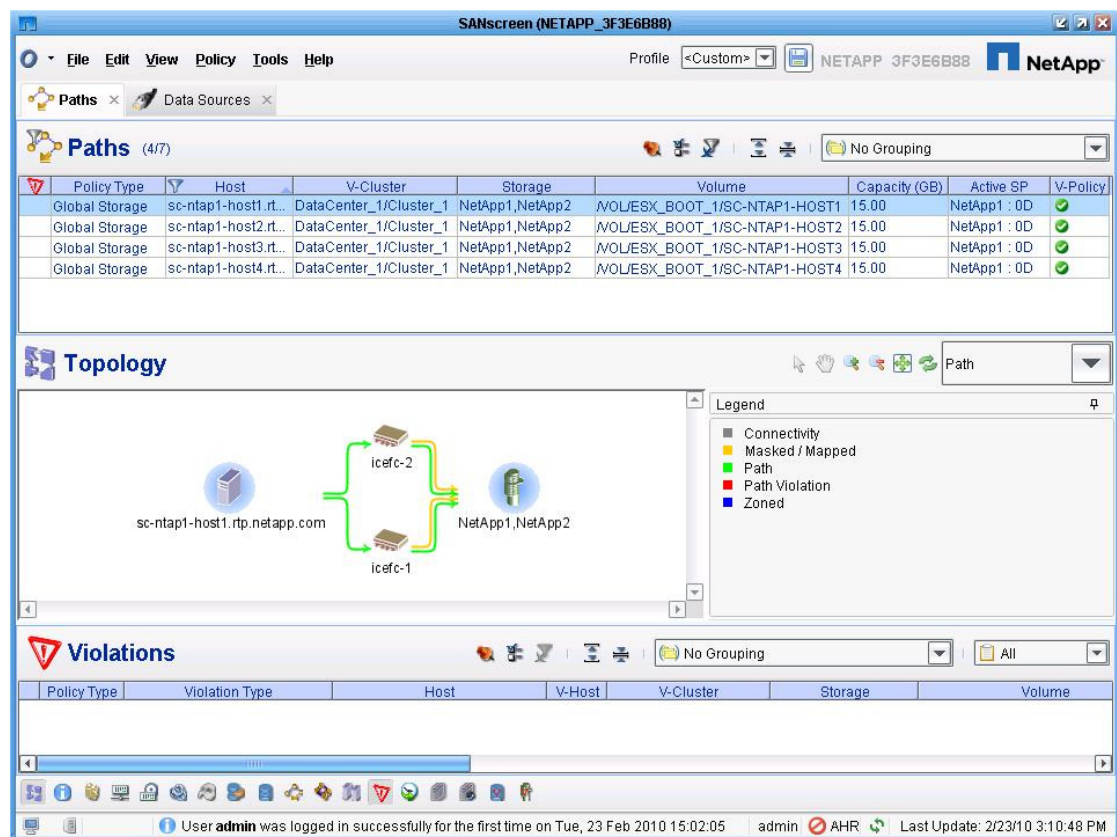 SANscreen (NETAPP_3F3E6B88)
File Edit View Policy Tools Help Profile <Custom> NETAPP 3F3E6B88 NetApp
Paths Data Sources
Paths (4/7) No Grouping
Policy Type Host V-Cluster Storage Volume Capacity (GB) Active SP V-Policy
Global Storage sc-ntap1-host1.rt... DataCenter_1/Cluster_1 NetApp1,NetApp2 /VOL/ESX_BOOT_1/SC-NTAP1-HOST1 15.00 NetApp1 : 0D
Global Storage sc-ntap1-host2.rt... DataCenter_1/Cluster_1 NetApp1,NetApp2 /VOL/ESX_BOOT_1/SC-NTAP1-HOST2 15.00 NetApp1 : 0D
Global Storage sc-ntap1-host3.rt... DataCenter_1/Cluster_1 NetApp1,NetApp2 /VOL/ESX_BOOT_1/SC-NTAP1-HOST3 15.00 NetApp1 : 0D
Global Storage sc-ntap1-host4.rt... DataCenter_1/Cluster_1 NetApp1,NetApp2 /VOL/ESX_BOOT_1/SC-NTAP1-HOST4 15.00 NetApp1 : 0D
Topology Path
Legend
Connectivity
Masked / Mapped
Path
Path Violation
Zoned
icefc-2
sc-ntap1-host1.rtp.netapp.com NetApp1,NetApp2
icefc-1
Violations No Grouping All
Policy Type Violation Type Host V-Host V-Cluster Storage Volume
User admin was logged in successfully for the first time on Tue, 23 Feb 2010 15:02:05 admin AHR Last Update: 2/23/10 3:10:48 PM